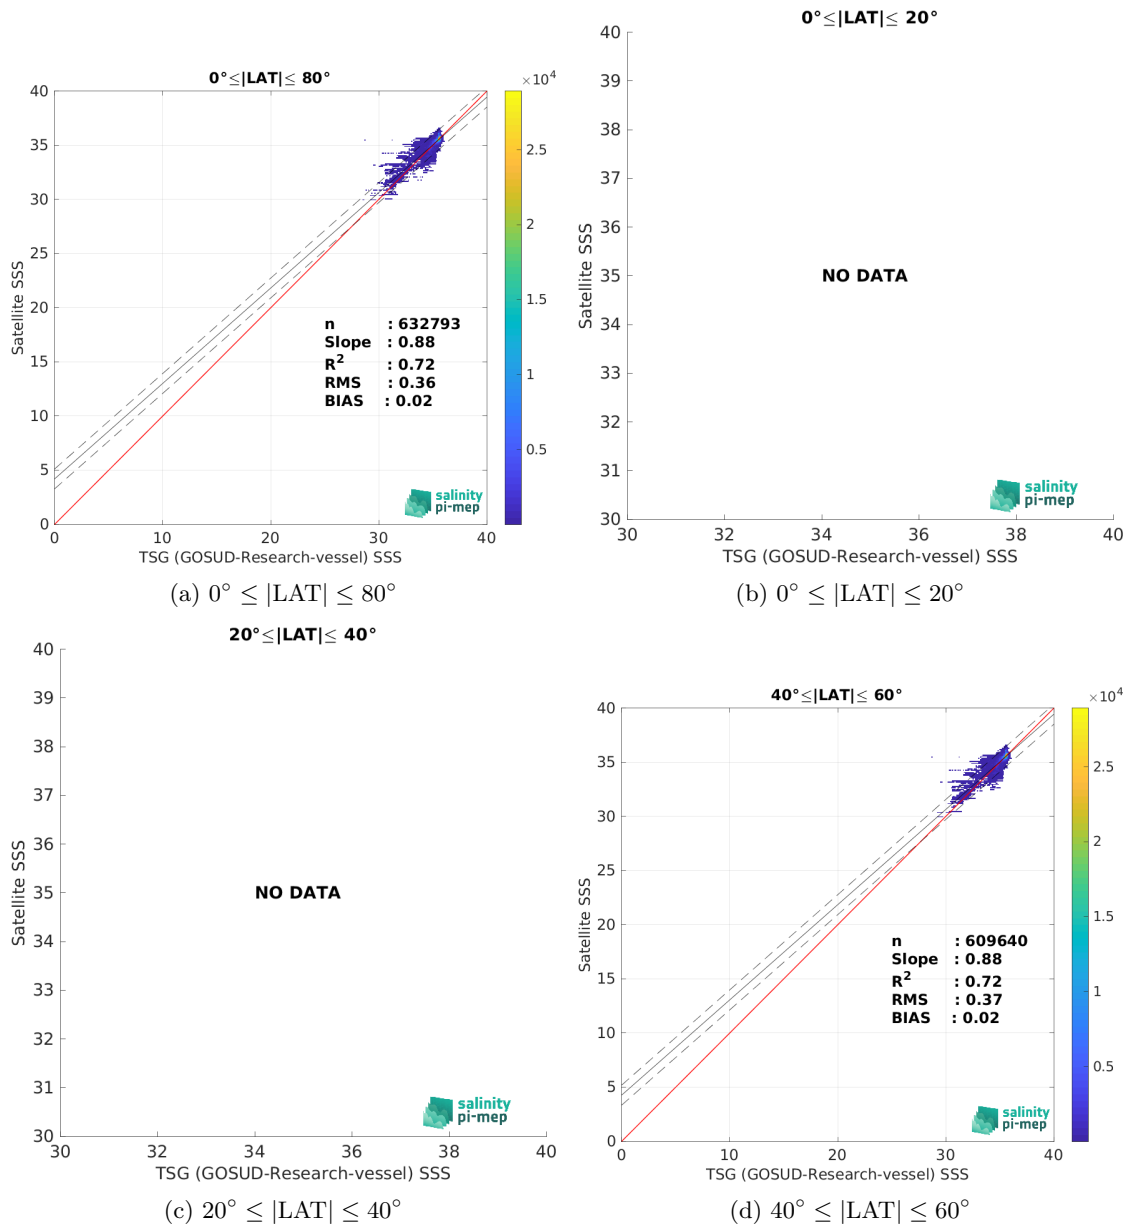 0°≤|LAT|≤ 80°
×10⁴
40
35
30
25
20
15
10
5
0
Satellite SSS
n : 632793
Slope : 0.88
R² : 0.72
RMS : 0.36
BIAS : 0.02
2.5
2
1.5
1
0.5
salinity
pi-mep
0 10 20 30 40
TSG (GOSUD-Research-vessel) SSS
(a) 0° ≤ |LAT| ≤ 80°
0°≤|LAT|≤ 20°
40
39
38
37
36
35
34
33
32
31
30
Satellite SSS
NO DATA
salinity
pi-mep
30 32 34 36 38 40
TSG (GOSUD-Research-vessel) SSS
(b) 0° ≤ |LAT| ≤ 20°
20°≤|LAT|≤ 40°
40
39
38
37
36
35
34
33
32
31
30
Satellite SSS
NO DATA
salinity
pi-mep
30 32 34 36 38 40
TSG (GOSUD-Research-vessel) SSS
(c) 20° ≤ |LAT| ≤ 40°
40°≤|LAT|≤ 60°
×10⁴
40
35
30
25
20
15
10
5
0
Satellite SSS
n : 609640
Slope : 0.88
R² : 0.72
RMS : 0.37
BIAS : 0.02
2.5
2
1.5
1
0.5
salinity
pi-mep
0 10 20 30 40
TSG (GOSUD-Research-vessel) SSS
(d) 40° ≤ |LAT| ≤ 60°